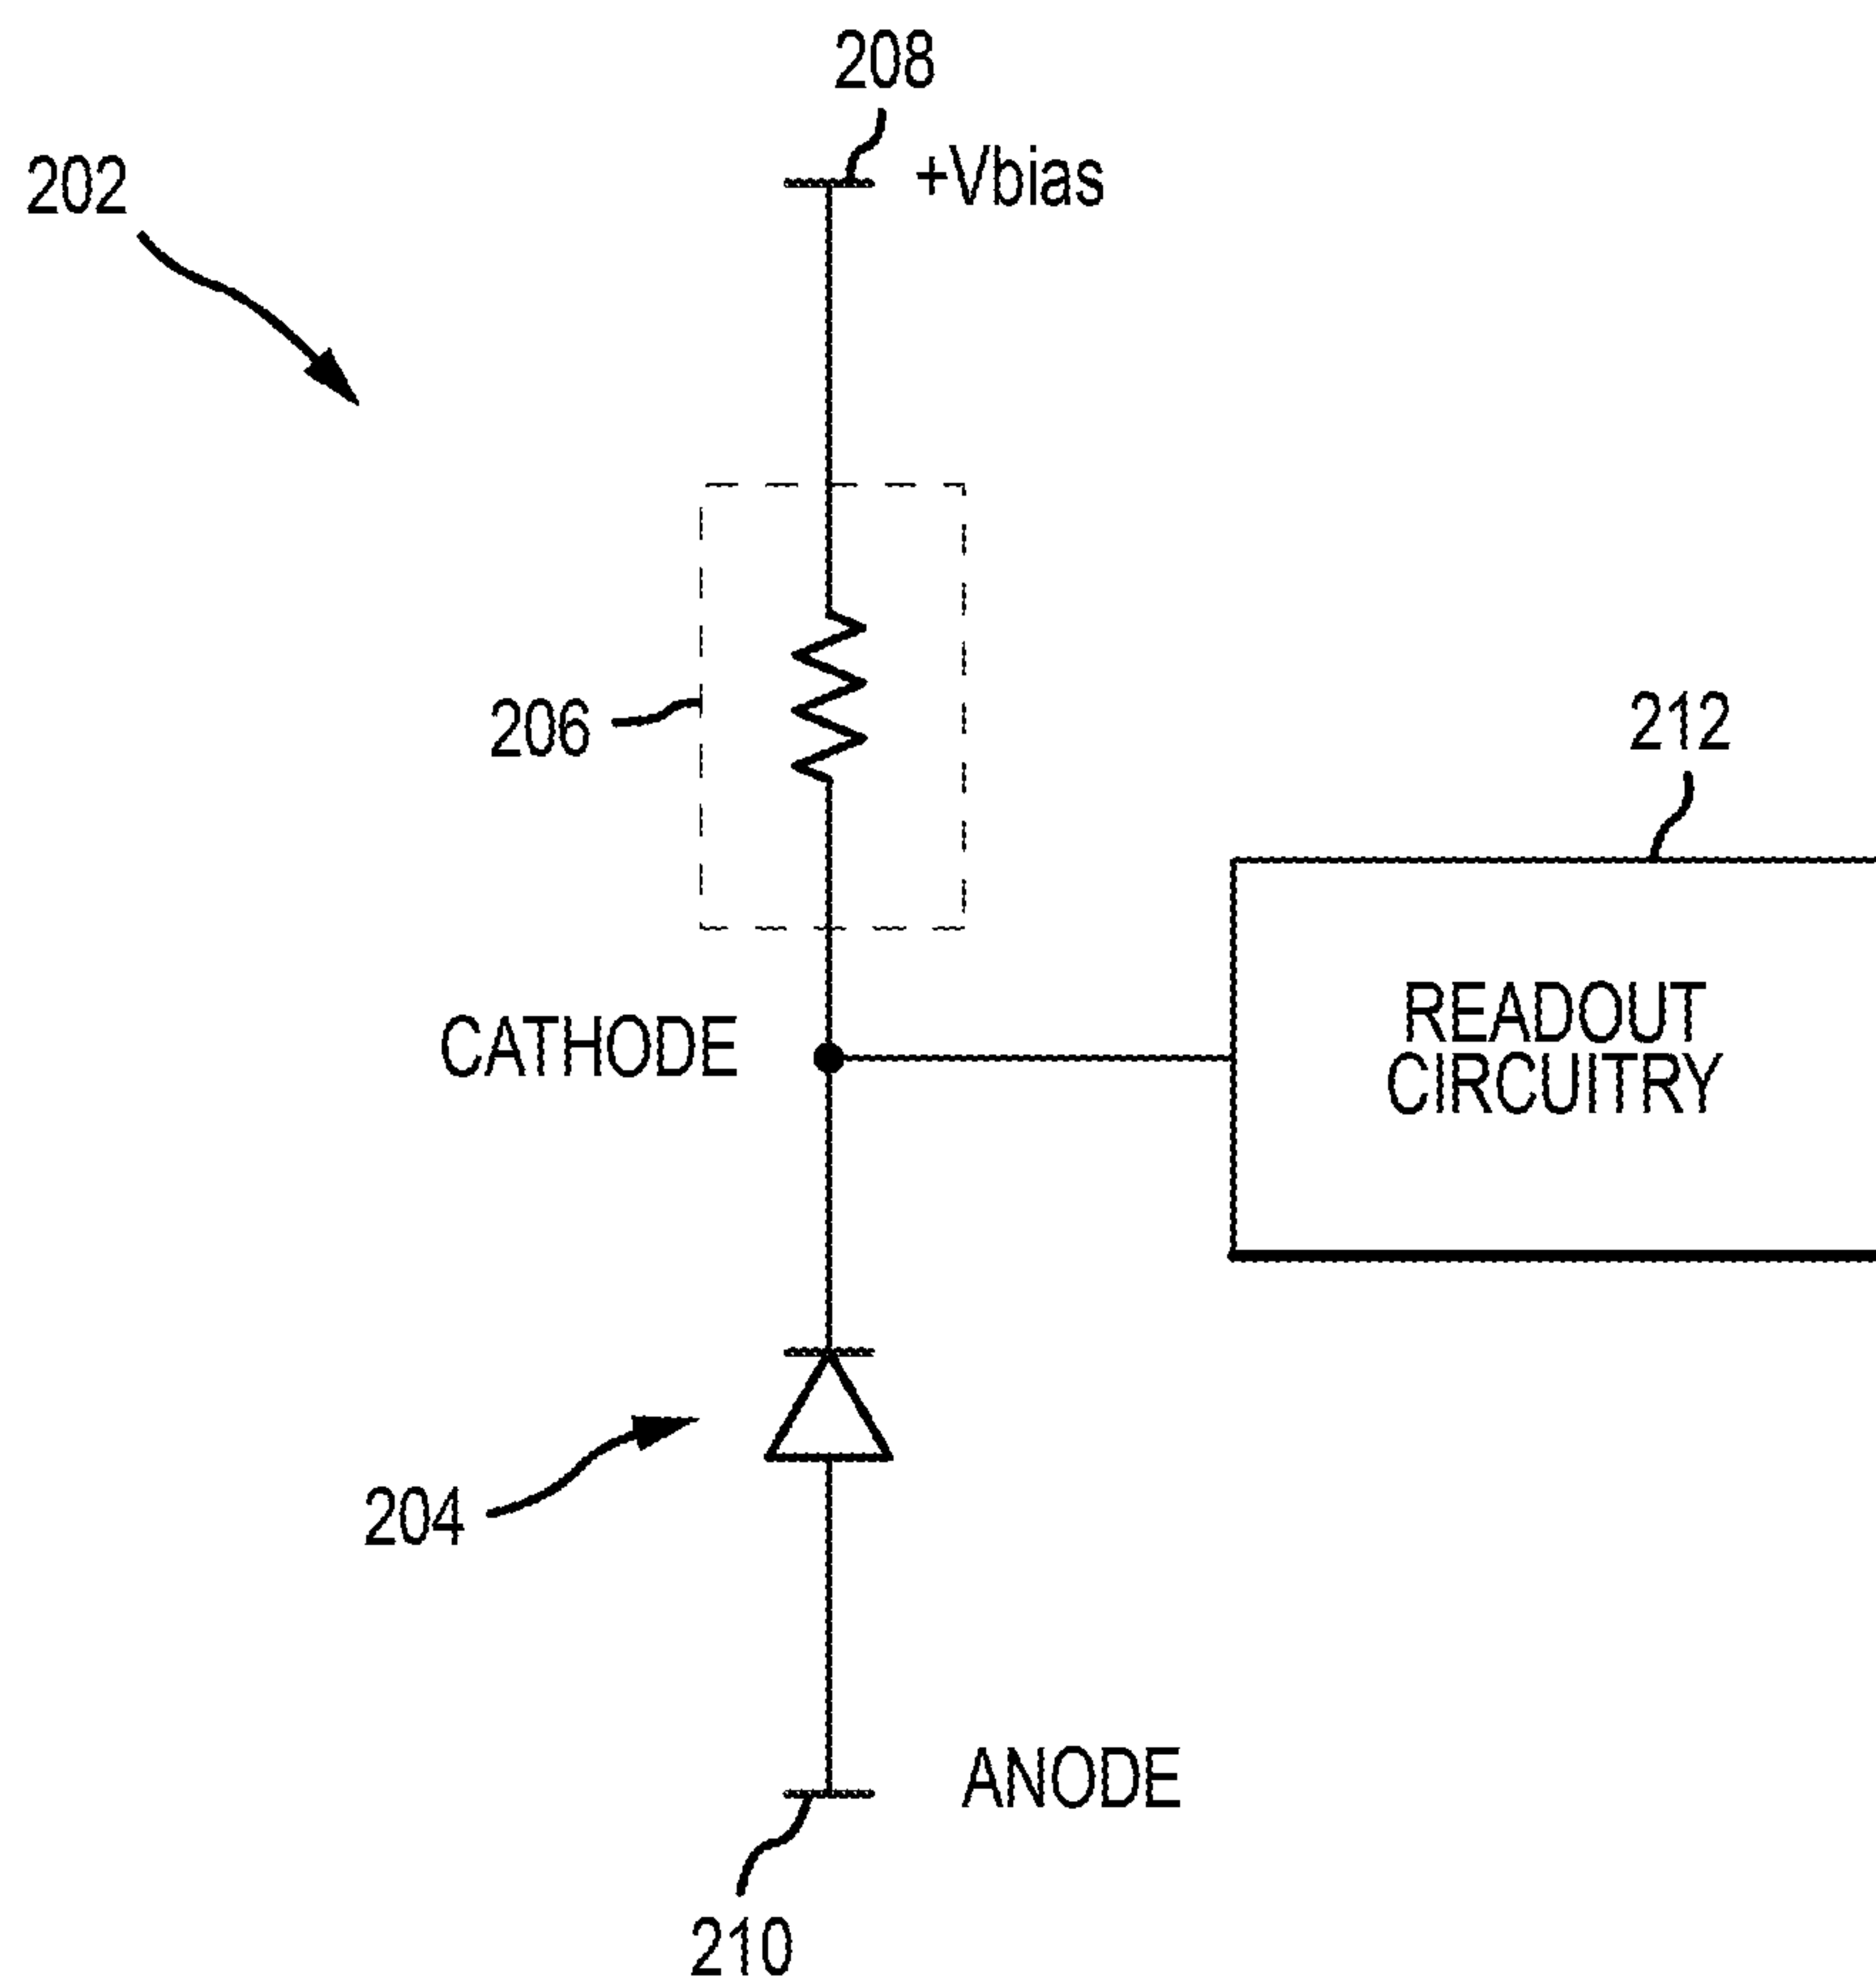 208
+Vbias
202
206
212
READOUT
CIRCUITRY
CATHODE
204
ANODE
210